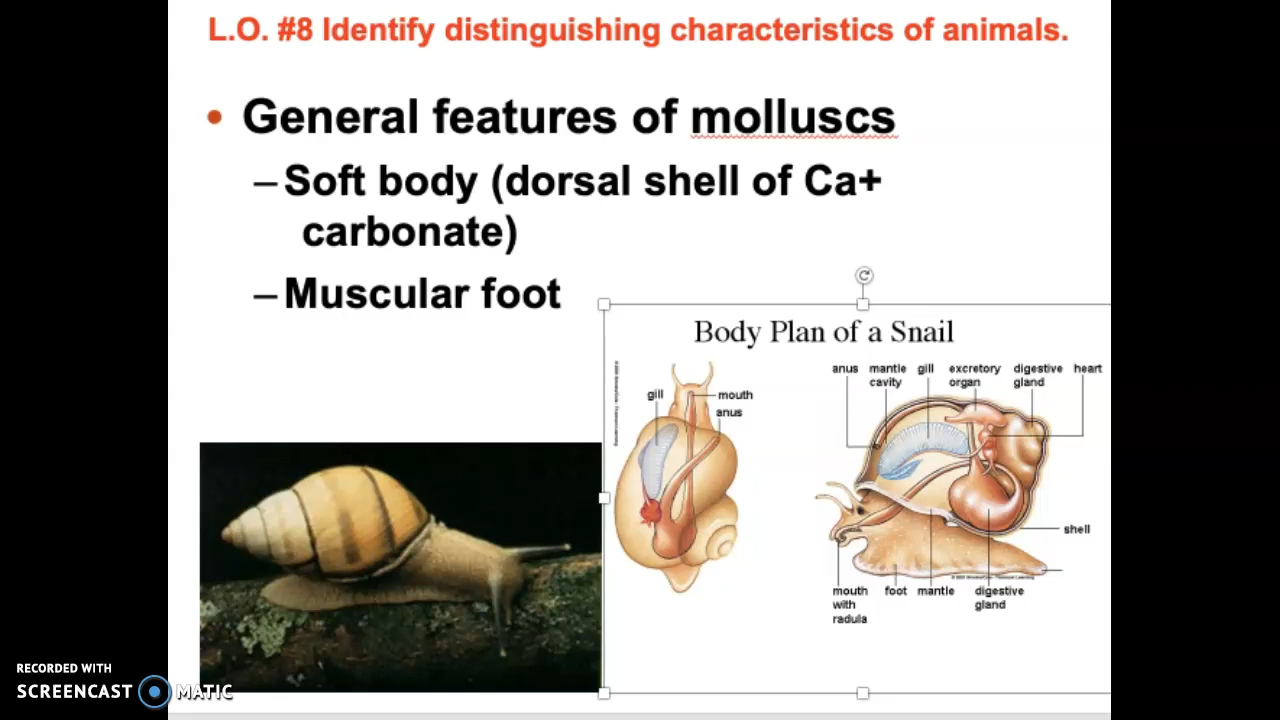 L.O. #8 Identify distinguishing characteristics of animals.
• General features of molluscs
– Soft body (dorsal shell of Ca+
carbonate)
– Muscular foot
Body Plan of a Snail
gill
mouth
anus
anus mantle cavity gill excretory organ digestive gland heart
shell
mouth with radula foot mantle digestive gland
RECORDED WITH
SCREENCAST MATIC